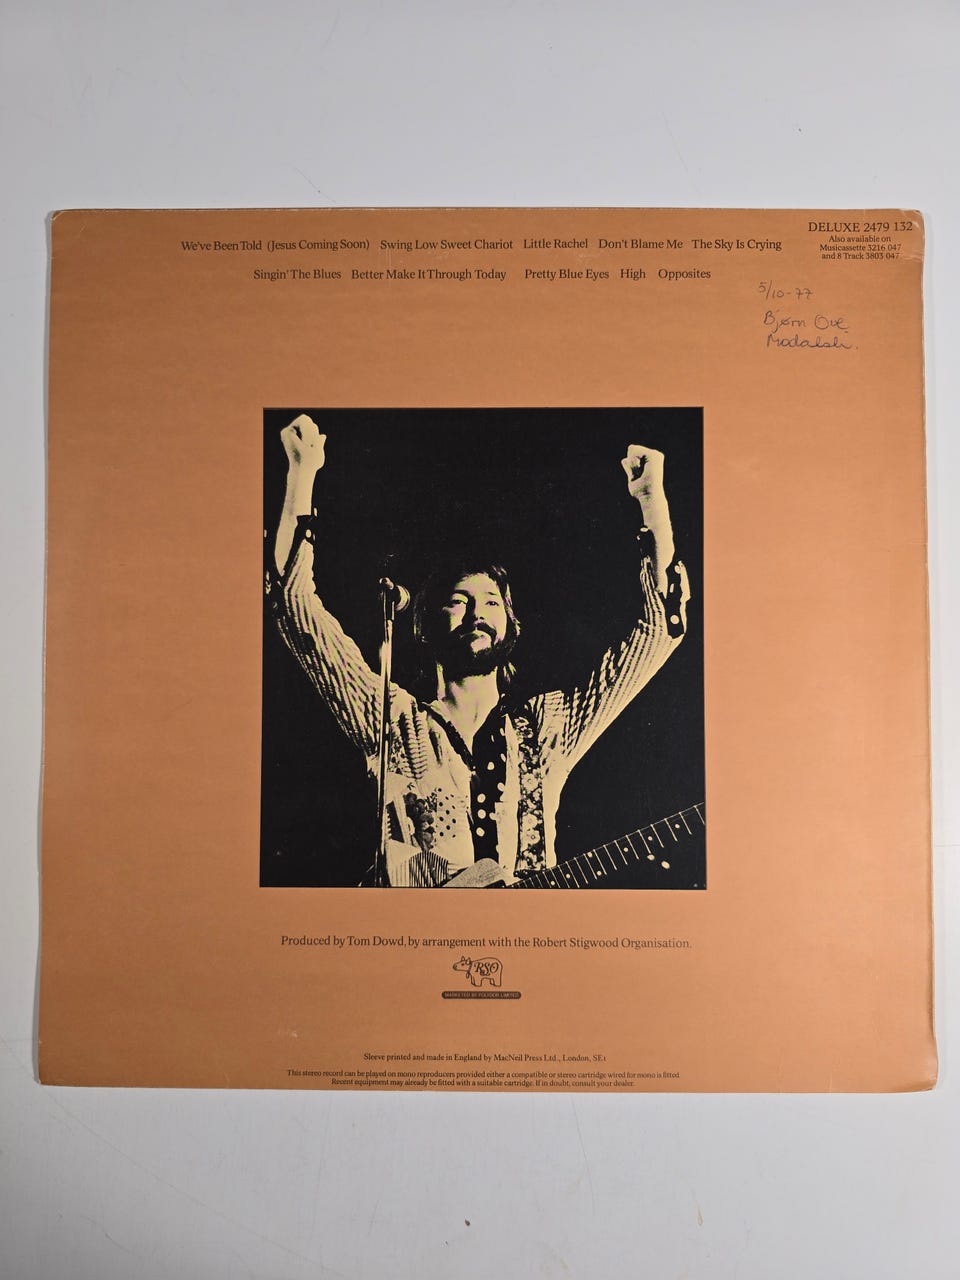 DELUXE 2479 132
Also available on
Musicassette 3216 047
and 8 Track 3803 047
We've Been Told (Jesus Coming Soon) Swing Low Sweet Chariot Little Rachel Don't Blame Me The Sky Is Crying
Singin' The Blues Better Make It Through Today Pretty Blue Eyes High Opposites
5/10-77
Bjørn Ove
Produced by Tom Dowd, by arrangement with the Robert Stigwood Organisation.
RSO
MARKETED BY POLYDOR LIMITED
Sleeve printed and made in England by MacNeil Press Ltd., London, SE1
This stereo record can be played on mono reproducers provided either a compatible or stereo cartridge wired for mono is fitted.
Recent equipment may already be fitted with a suitable cartridge. If in doubt, consult your dealer.